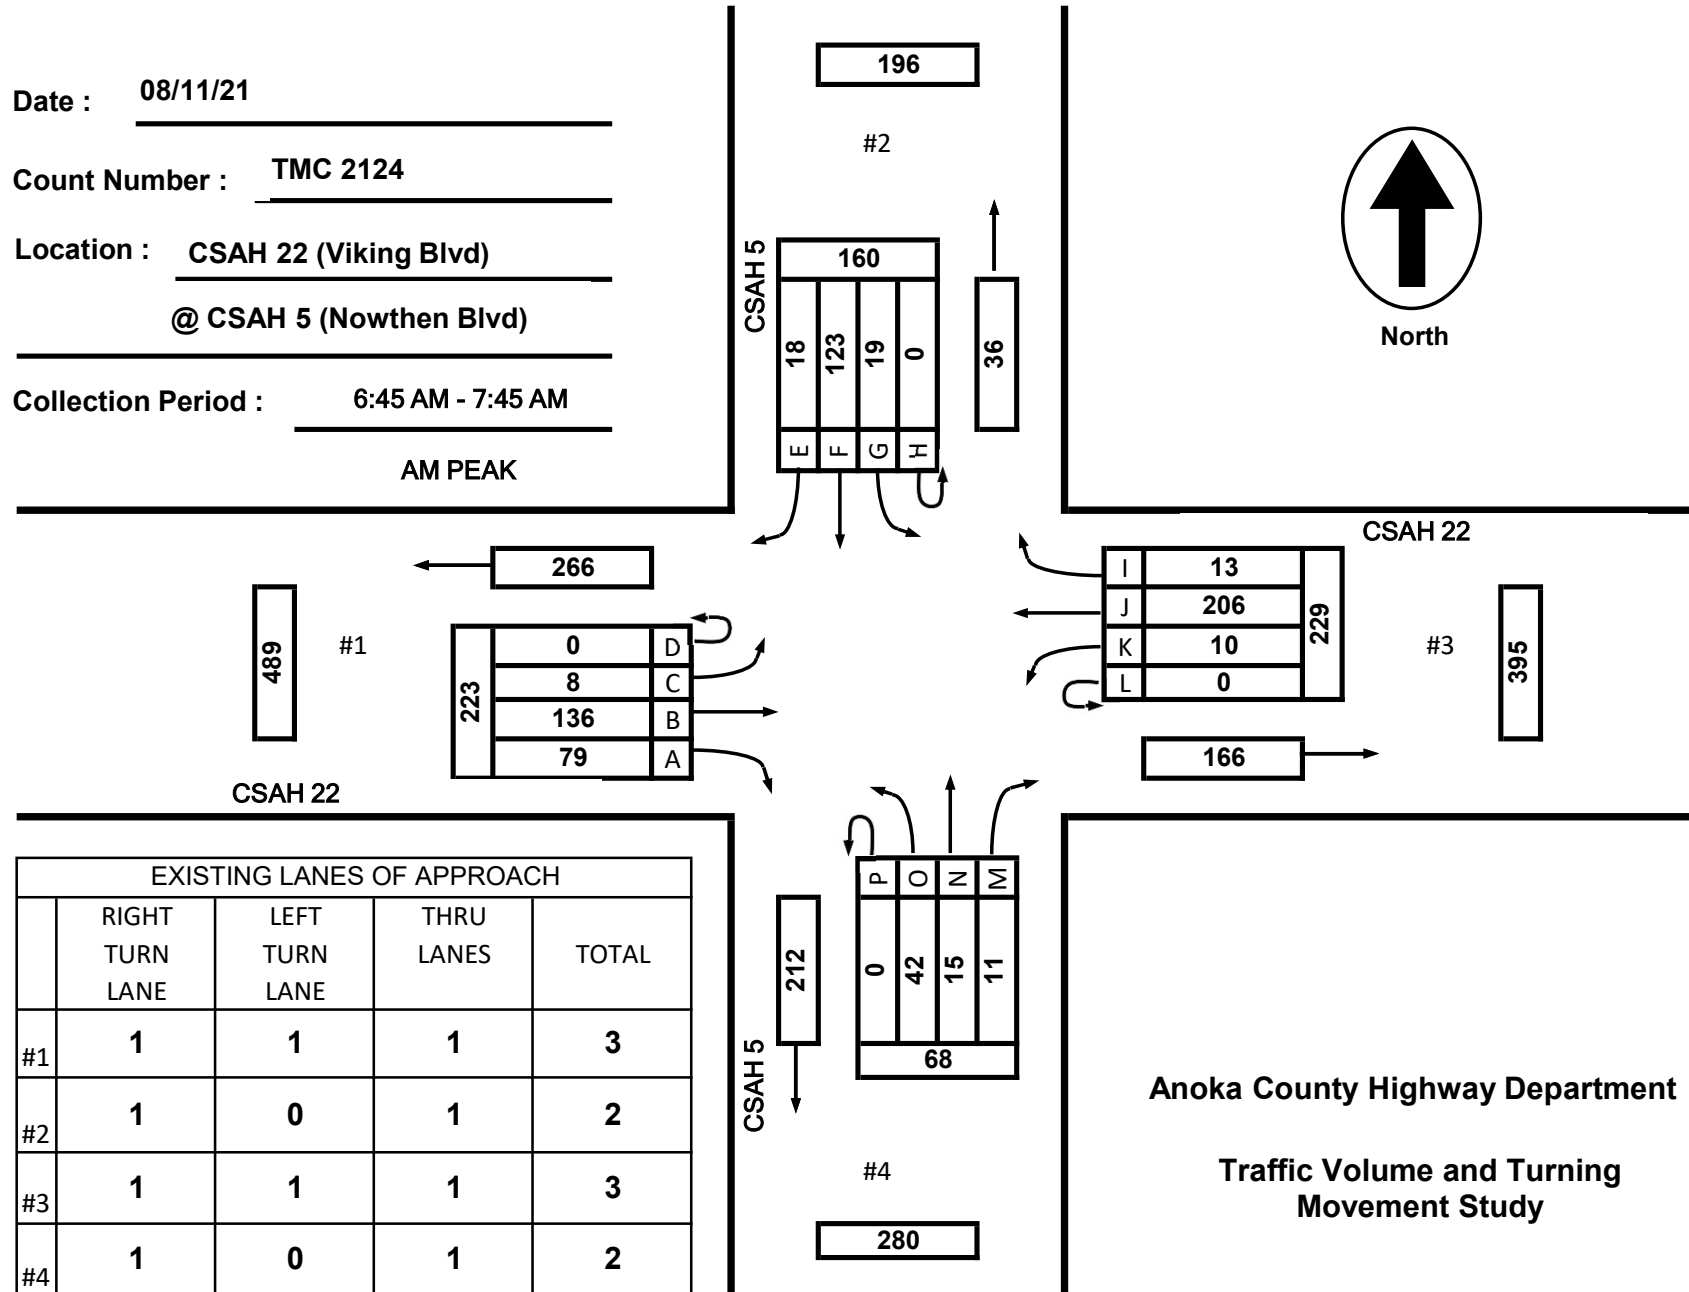 Date : 08/11/21
Count Number : TMC 2124
Location : CSAH 22 (Viking Blvd)
@ CSAH 5 (Nowthen Blvd)
Collection Period : 6:45 AM - 7:45 AM
AM PEAK
196
#2
CSAH 5
160
18 123 19 0
E F G H
36
North
CSAH 22
266
489
#1
223
0 D
8 C
136 B
79 A
CSAH 22
I 13
J 206
K 10
L 0
229
#3
395
166
P O N M
0 42 15 11
68
212
CSAH 5
#4
280
EXISTING LANES OF APPROACH
RIGHT LEFT THRU
TURN TURN LANES TOTAL
LANE LANE
#1 1 1 1 3
#2 1 0 1 2
#3 1 1 1 3
#4 1 0 1 2
Anoka County Highway Department
Traffic Volume and Turning
Movement Study